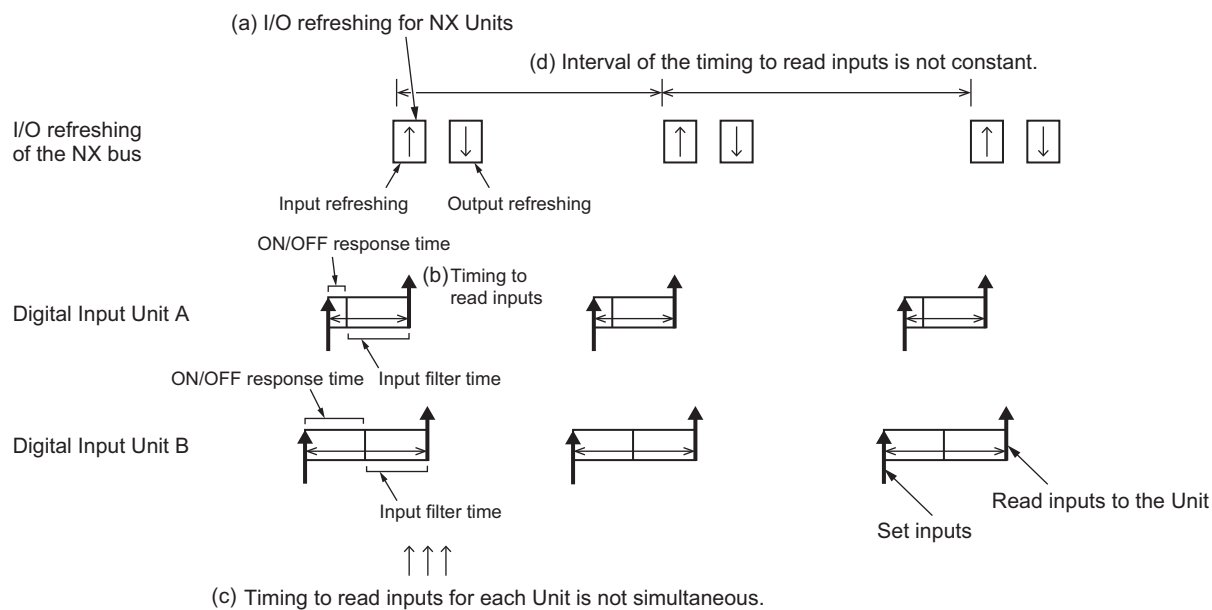 (a) I/O refreshing for NX Units
(d) Interval of the timing to read inputs is not constant.
I/O refreshing
of the NX bus
Input refreshing
Output refreshing
ON/OFF response time
(b) Timing to
read inputs
Digital Input Unit A
Input filter time
ON/OFF response time
Digital Input Unit B
Input filter time
Read inputs to the Unit
Set inputs
(c) Timing to read inputs for each Unit is not simultaneous.